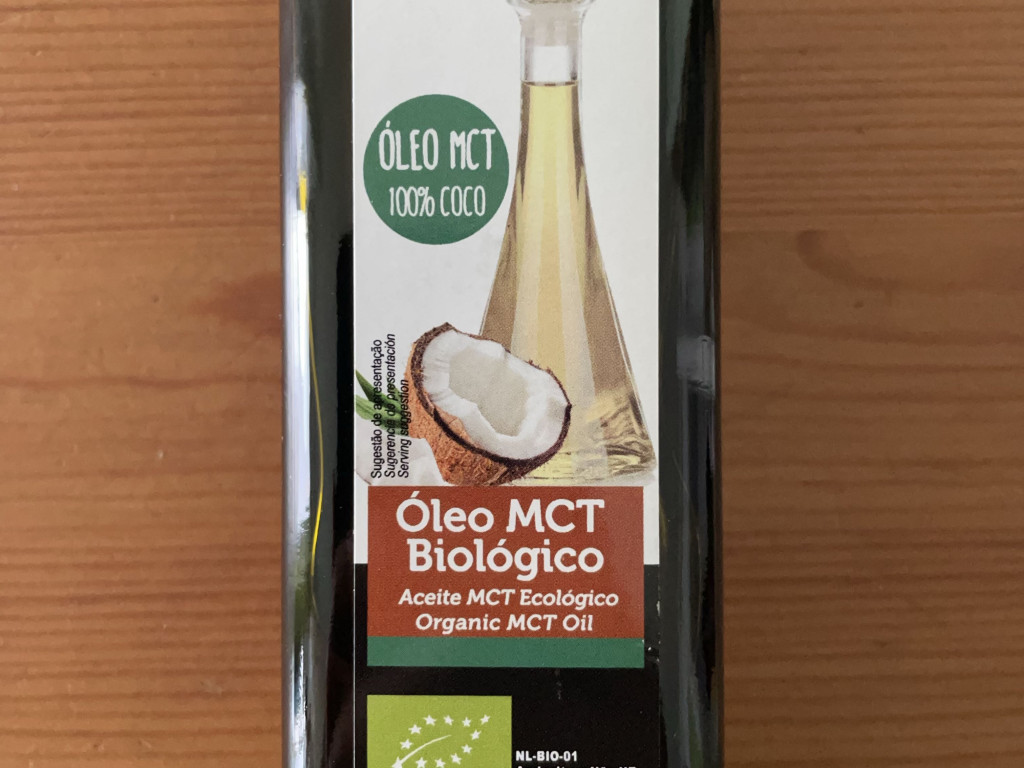 ÓLEO MCT
100% COCO
Sugestão de apresentação
Sugerencia de presentación
Serving suggestion
Óleo MCT
Biológico
Aceite MCT Ecológico
Organic MCT Oil
NL-BIO-01